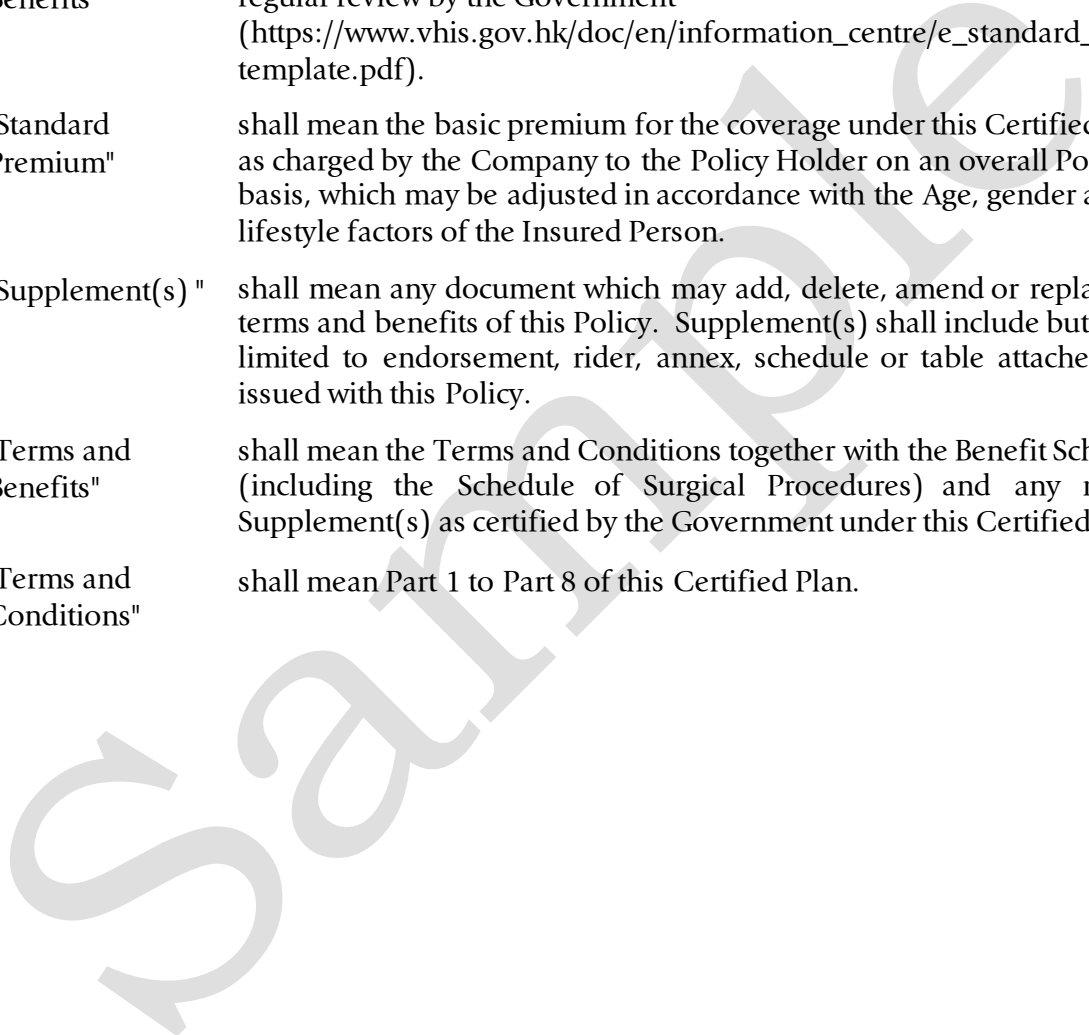 regular review by the Government
(https://www.vhis.gov.hk/doc/en/information_centre/e_standard_
template.pdf).
Standard shall mean the basic premium for the coverage under this
Premium" as charged by the Company to the Policy Holder on an overall
basis, which may be adjusted in accordance with the Age, gender
lifestyle factors of the Insured Person.
Supplement(s) " shall mean any document which may add, delete, amend or
terms and benefits of this Policy. Supplement(s) shall include but
limited to endorsement, rider, annex, schedule or table
issued with this Policy.
Terms and shall mean the Terms and Conditions together with the Benefit
Benefits" (including the Schedule of Surgical Procedures) and any
Supplement(s) as certified by the Government under this Certified
Terms and shall mean Part 1 to Part 8 of this Certified Plan.
Conditions"
Sample